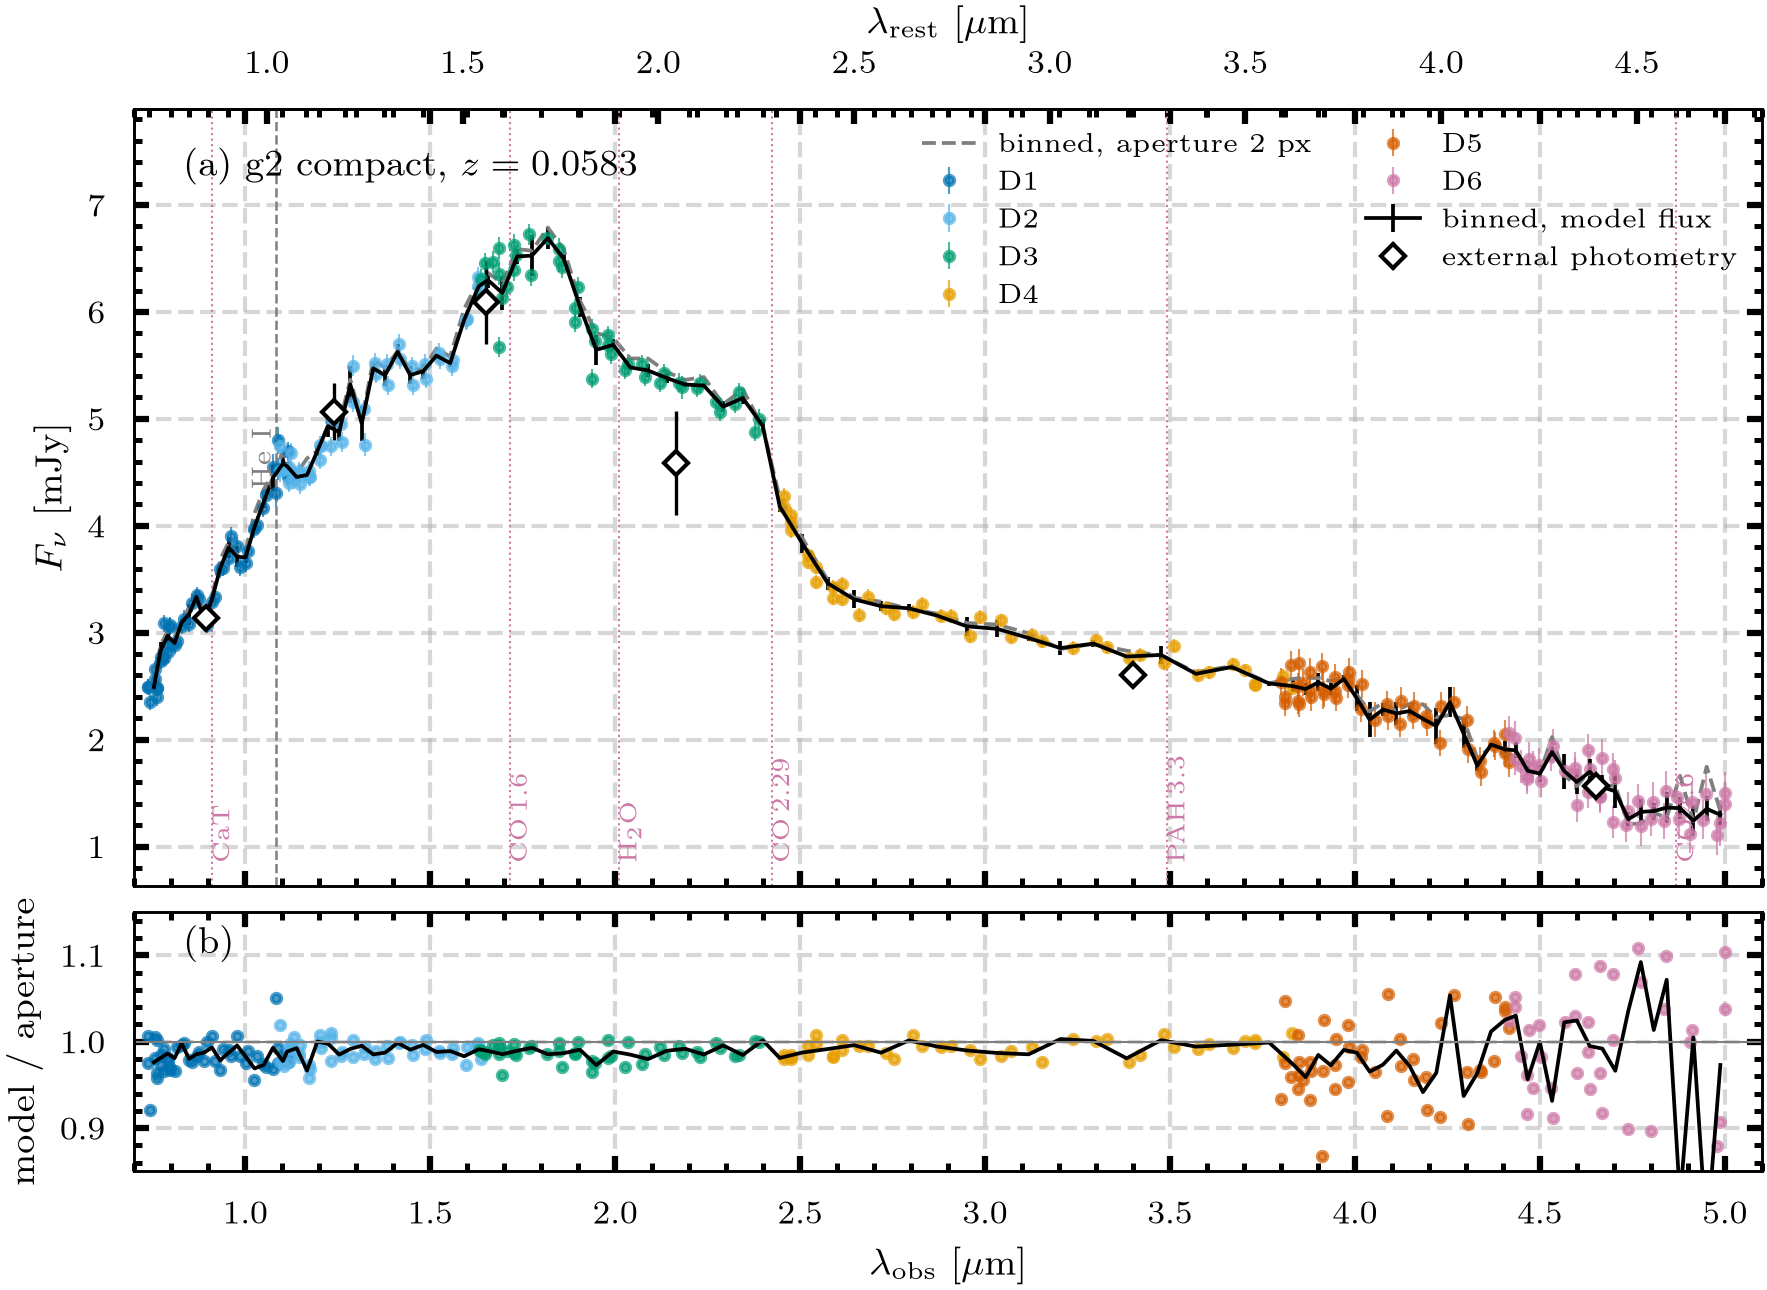 λrest [μm]
1.0 1.5 2.0 2.5 3.0 3.5 4.0 4.5
(a) g2 compact, z = 0.0583
binned, aperture 2 px
D1
D2
D3
D4
D5
D6
binned, model flux
external photometry
7
6
5
4
3
2
1
Fν [mJy]
CaT
He I
CO 1.6
H2O
CO 2.29
PAH 3.3
(b)
1.1
1.0
0.9
model / aperture
1.0 1.5 2.0 2.5 3.0 3.5 4.0 4.5 5.0
λobs [μm]